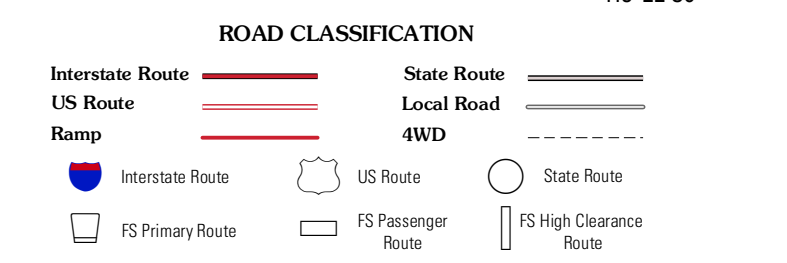 ROAD CLASSIFICATION
Interstate Route
State Route
US Route
Local Road
Ramp
4WD
Interstate Route
US Route
State Route
FS Primary Route
FS Passenger
Route
FS High Clearance
Route